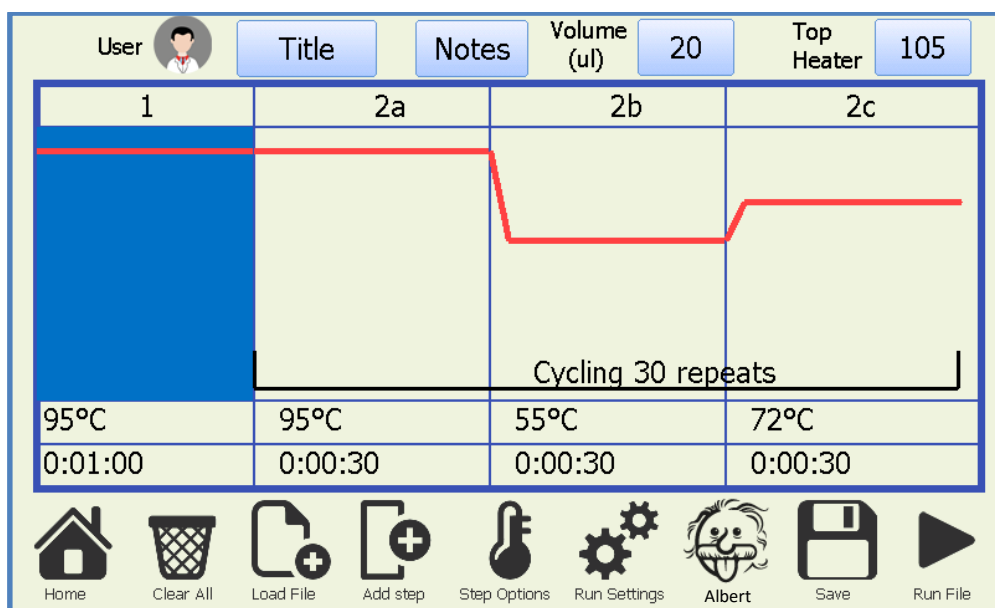 User Title Notes Volume (ul) 20 Top Heater 105
1 2a 2b 2c
Cycling 30 repeats
95°C 95°C 55°C 72°C
0:01:00 0:00:30 0:00:30 0:00:30
Home Clear All Load File Add step Step Options Run Settings Albert Save Run File